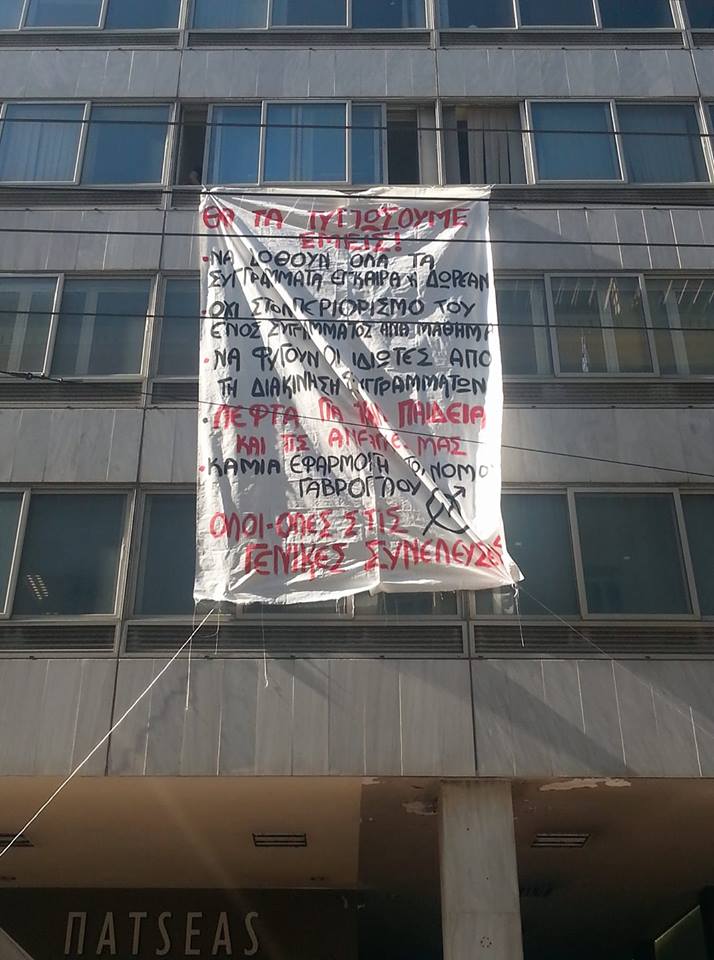 ΘΑ ΤΑ ΤΥΠΩΣΟΥΜΕ
ΕΜΕΙΣ!
• ΝΑ ΔΟΘΟΥΝ ΟΛΑ ΤΑ
ΣΥΓΓΡΑΜΜΑΤΑ ΕΓΚΑΙΡΑ Κ ΔΩΡΕΑΝ
• ΟΧΙ ΣΤΟΝ ΠΕΡΙΟΡΙΣΜΟ ΤΟΥ
ΕΝΟΣ ΣΥΓΓΡΑΜΜΑΤΟΣ ΑΝΑ ΜΑΘΗΜΑ
• ΝΑ ΦΥΓΟΥΝ ΟΙ ΙΔΙΩΤΕΣ ΑΠΟ
ΤΗ ΔΙΑΚΙΝΗΣΗ ΣΥΓΓΡΑΜΜΑΤΩΝ
• ΛΕΦΤΑ ΓΙΑ ΤΗΝ ΠΑΙΔΕΙΑ
ΚΑΙ ΤΙΣ ΑΝΑΓΚΕΣ ΜΑΣ
• ΚΑΜΙΑ ΕΦΑΡΜΟΓΗ ΤΟΥ ΝΟΜΟΥ
ΓΑΒΡΟΓΛΟΥ
ΟΛΟΙ-ΟΛΕΣ ΣΤΙΣ
ΓΕΝΙΚΕΣ ΣΥΝΕΛΕΥΣΕΙΣ
ΠΑΤSEAS